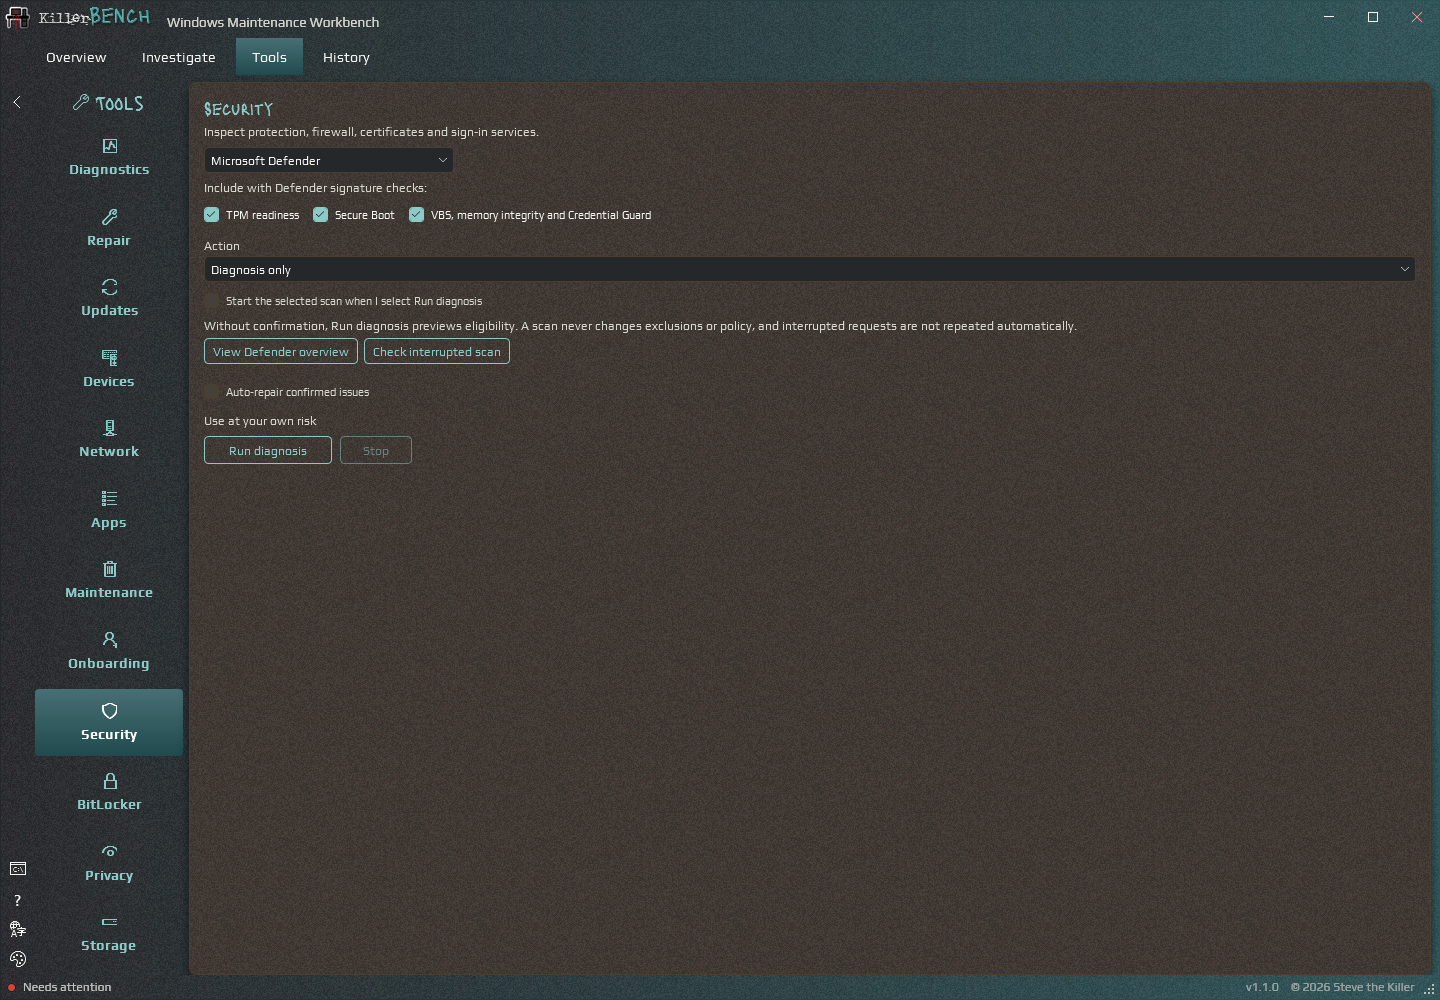 KillerBENCH Windows Maintenance Workbench
Overview Investigate Tools History
TOOLS
Diagnostics
Repair
Updates
Devices
Network
Apps
Maintenance
Onboarding
Security
BitLocker
Privacy
Storage
SECURITY
Inspect protection, firewall, certificates and sign-in services.
Microsoft Defender
Include with Defender signature checks:
TPM readiness Secure Boot VBS, memory integrity and Credential Guard
Action
Diagnosis only
Start the selected scan when I select Run diagnosis
Without confirmation, Run diagnosis previews eligibility. A scan never changes exclusions or policy, and interrupted requests are not repeated automatically.
View Defender overview Check interrupted scan
Auto-repair confirmed issues
Use at your own risk
Run diagnosis Stop
C:\
?
A字
Needs attention v1.1.0 © 2026 Steve the Killer